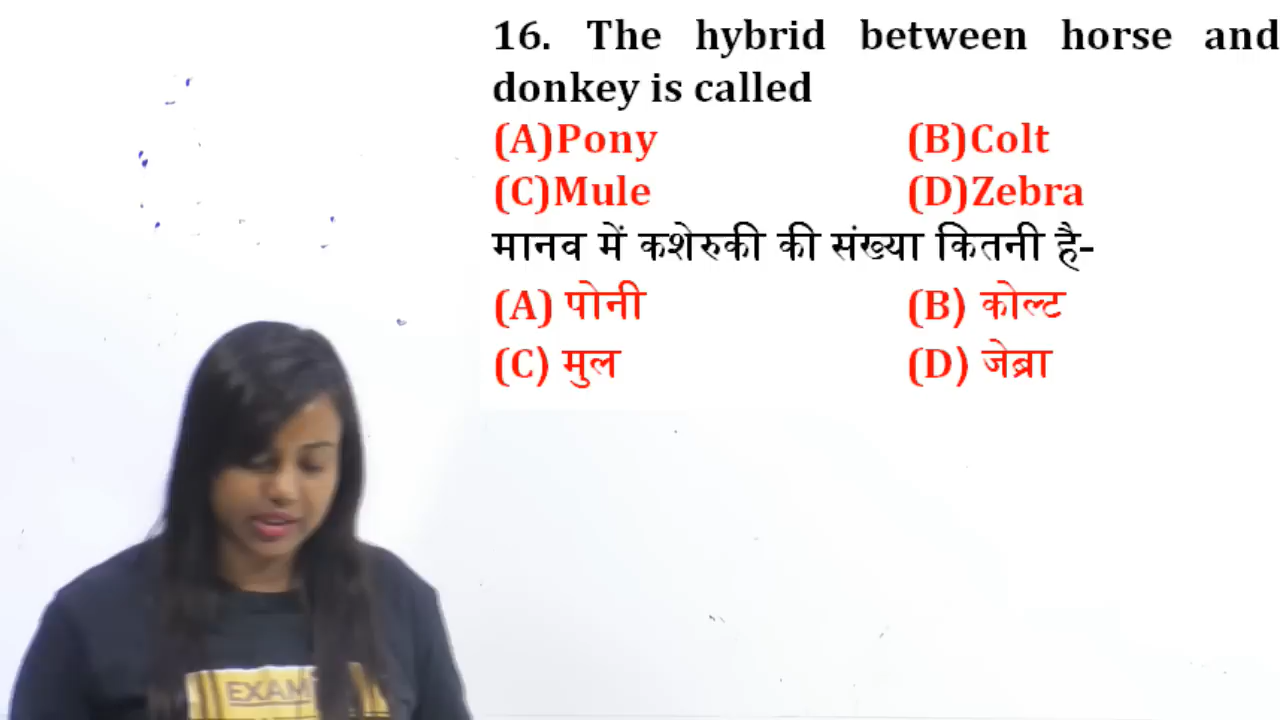 16. The hybrid between horse and
donkey is called
(A)Pony (B)Colt
(C)Mule (D)Zebra
मानव में कशेरुकी की संख्या कितनी है-
(A) पोनी (B) कोल्ट
(C) मुल (D) जेब्रा
EXAM